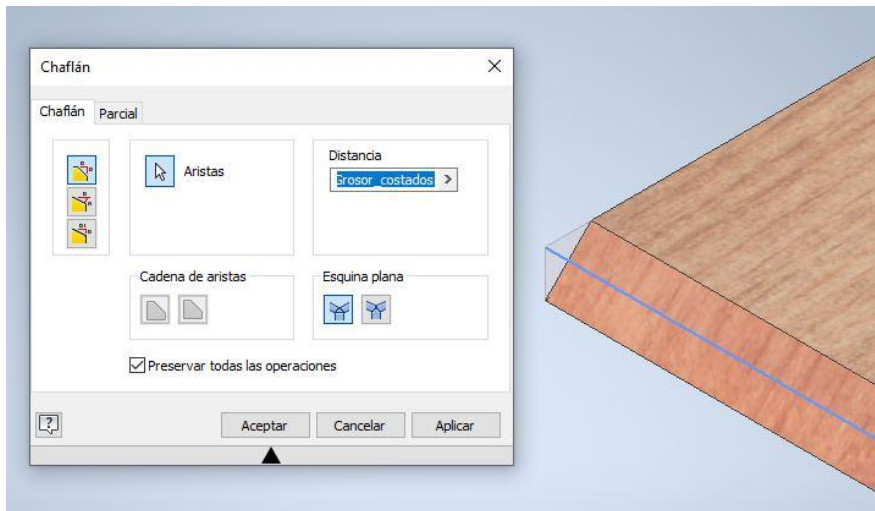 Chaflán
Chaflán
Parcial
Aristas
Distancia
Grosor_costados
Cadena de aristas
Esquina plana
Preservar todas las operaciones
Aceptar
Cancelar
Aplicar